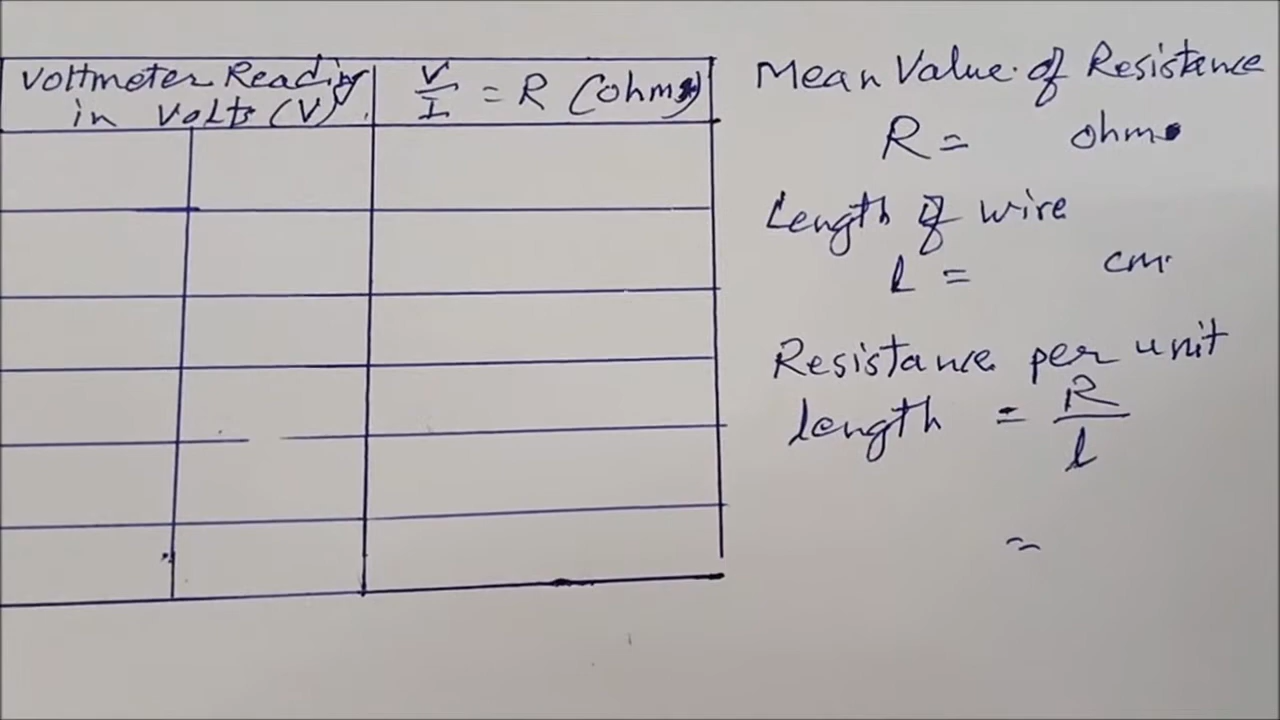 Voltmeter Reading
in volts (V).
V/I = R (ohms)
Mean Value of Resistance
R = ohms
Length of wire
l = cm.
Resistance per unit
length = R/l
=